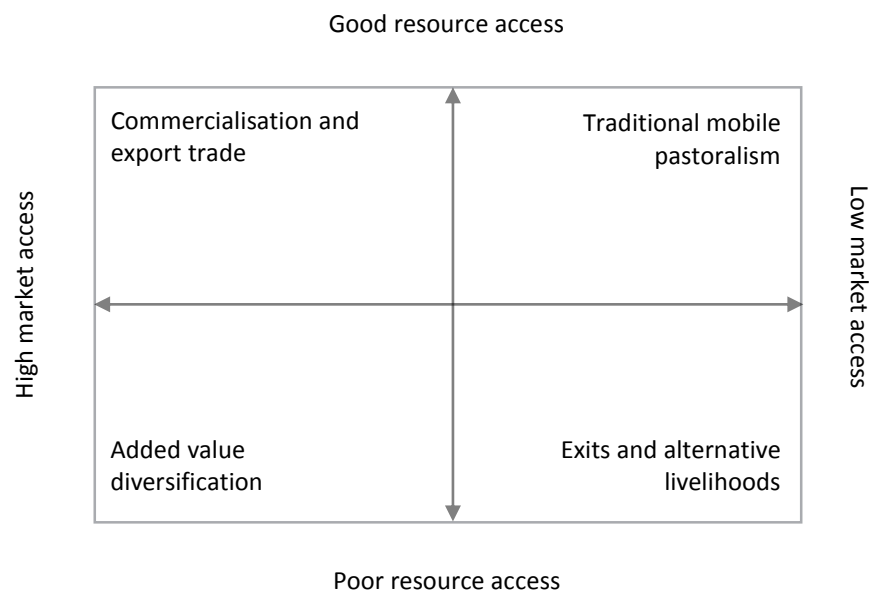 Good resource access
Commercialisation and
export trade
Traditional mobile
pastoralism
High market access
Low market access
Added value
diversification
Exits and alternative
livelihoods
Poor resource access